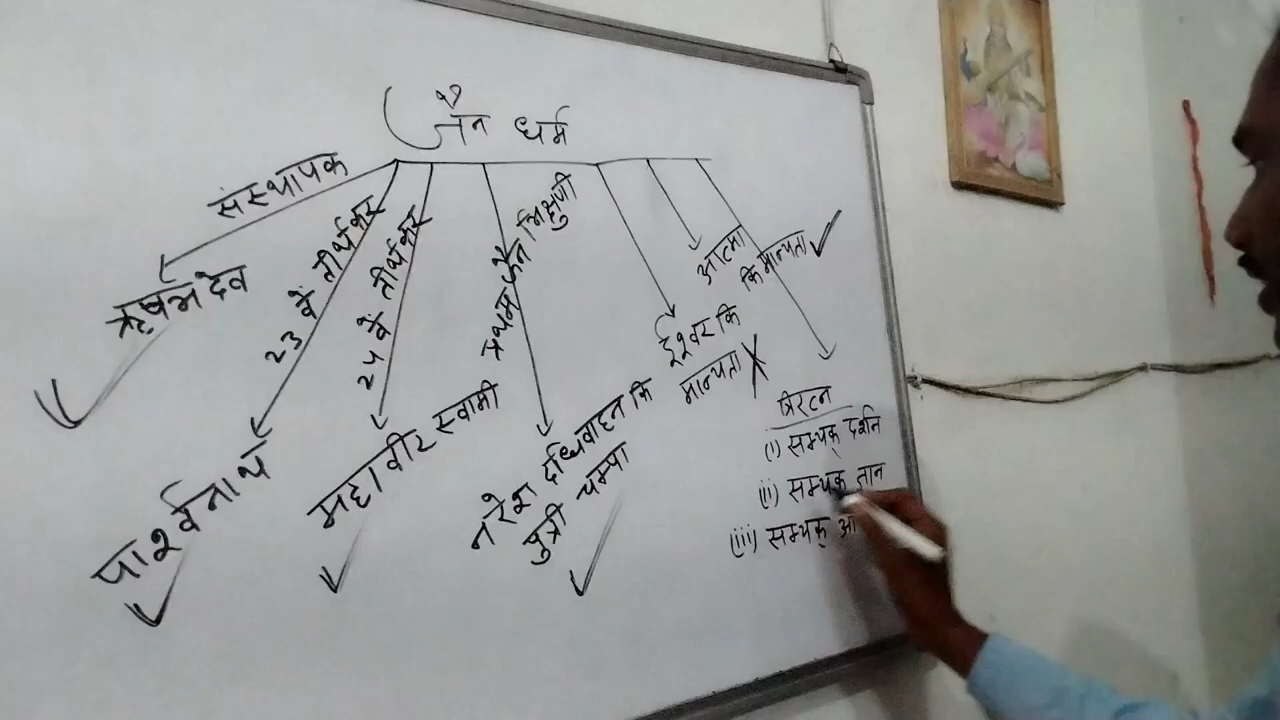 जैन धर्म
संस्थापक
ऋषभ देव
23 वें तीर्थंकर
पार्श्वनाथ
24 वें तीर्थंकर
महावीर स्वामी
प्रथम जैन भिक्षुणी
नरेश दधिवाहन कि
पुत्री चम्पा
ईश्वर कि
मान्यता
आत्मा
कि मान्यता
त्रिरत्न
(i) सम्यक् दर्शन
(ii) सम्यक् ज्ञान
(iii) सम्यक् आ